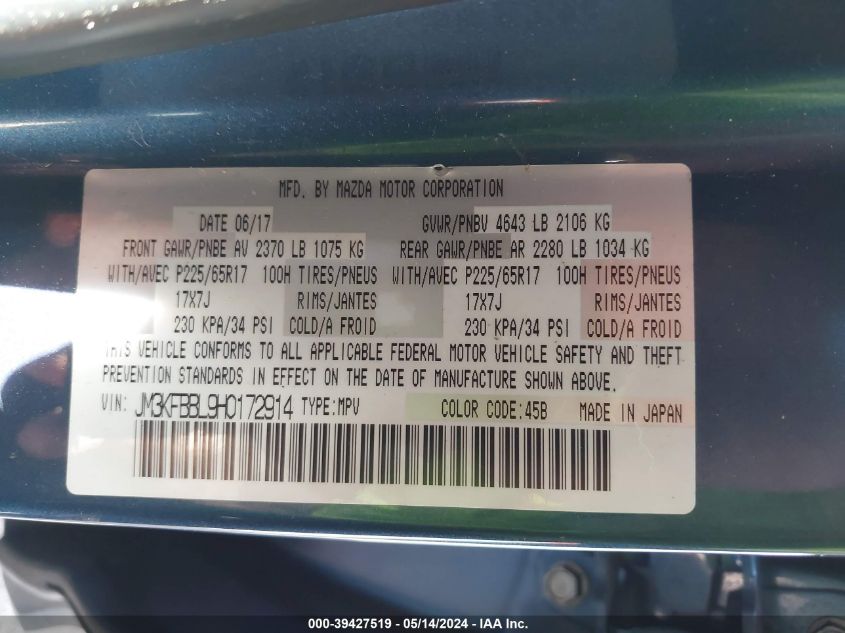 MFD. BY MAZDA MOTOR CORPORATION
DATE 06/17 GVWR/PNBV 4643 LB 2106 KG
FRONT GAWR/PNBE AV 2370 LB 1075 KG REAR GAWR/PNBE AR 2280 LB 1034 KG
WITH/AVEC P225/65R17 100H TIRES/PNEUS WITH/AVEC P225/65R17 100H TIRES/PNEUS
17X7J RIMS/JANTES 17X7J RIMS/JANTES
230 KPA/34 PSI COLD/A FROID 230 KPA/34 PSI COLD/A FROID
THIS VEHICLE CONFORMS TO ALL APPLICABLE FEDERAL MOTOR VEHICLE SAFETY AND THEFT
PREVENTION STANDARDS IN EFFECT ON THE DATE OF MANUFACTURE SHOWN ABOVE.
VIN: JM3KFBBL9H0172914 TYPE:MPV COLOR CODE:45B MADE IN JAPAN
000-39427519 - 05/14/2024 - IAA Inc.